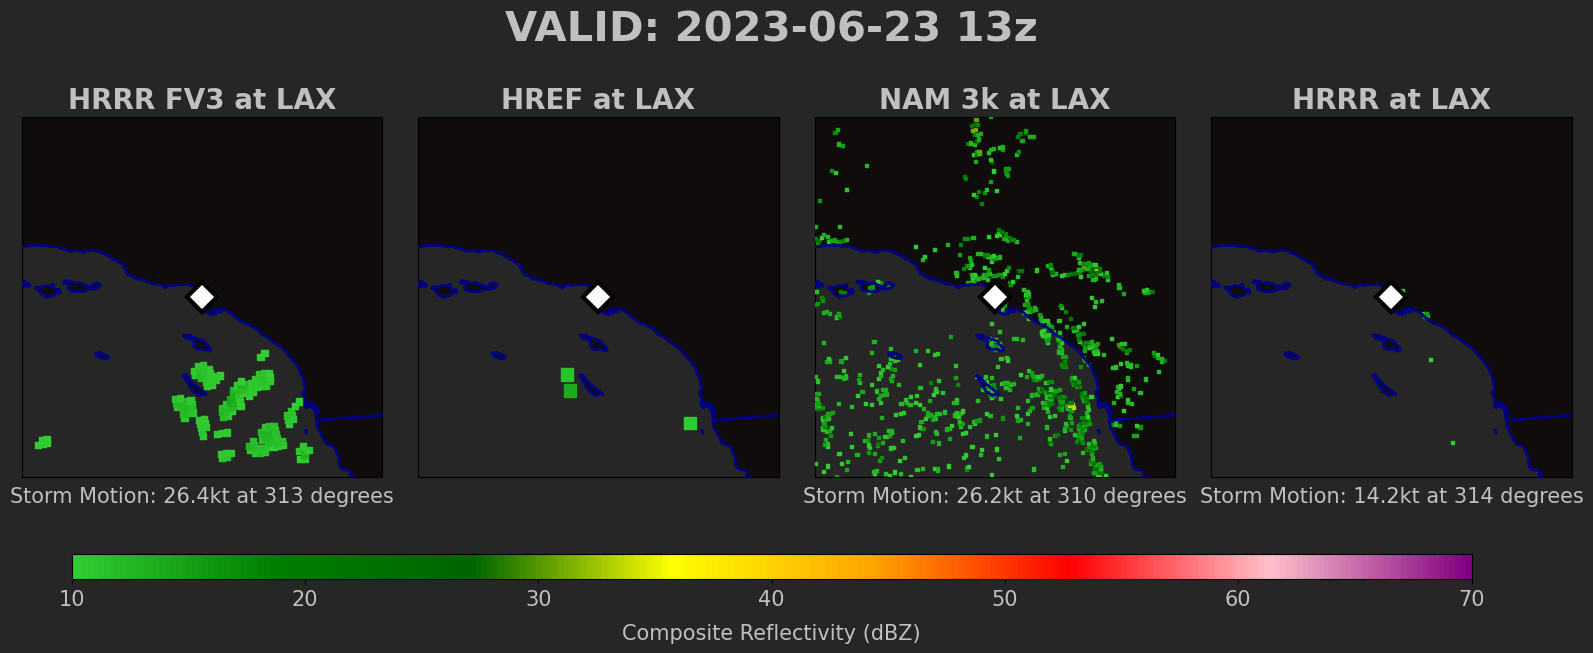 VALID: 2023-06-23 13z
HRRR FV3 at LAX
HREF at LAX
NAM 3k at LAX
HRRR at LAX
Storm Motion: 26.4kt at 313 degrees
Storm Motion: 26.2kt at 310 degrees
Storm Motion: 14.2kt at 314 degrees
10 20 30 40 50 60 70
Composite Reflectivity (dBZ)